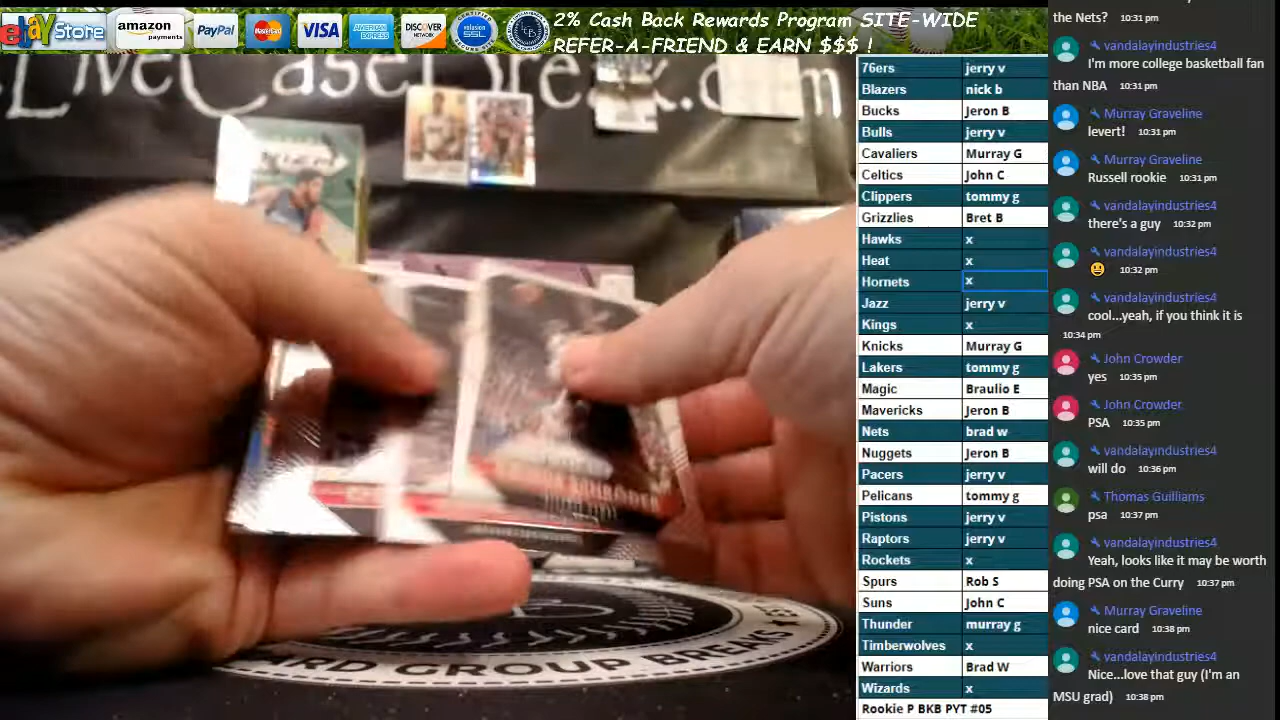 ebay Store amazon payments PayPal MasterCard VISA AMERICAN EXPRESS DISCOVER NETWORK volusion SSL
2% Cash Back Rewards Program SITE-WIDE
REFER-A-FRIEND & EARN $$$ !
LiveCaseBreak.com
ARD GROUP BREAKS
76ers jerry v
Blazers nick b
Bucks Jeron B
Bulls jerry v
Cavaliers Murray G
Celtics John C
Clippers tommy g
Grizzlies Bret B
Hawks x
Heat x
Hornets x
Jazz jerry v
Kings x
Knicks Murray G
Lakers tommy g
Magic Braulio E
Mavericks Jeron B
Nets brad w
Nuggets Jeron B
Pacers jerry v
Pelicans tommy g
Pistons jerry v
Raptors jerry v
Rockets x
Spurs Rob S
Suns John C
Thunder murray g
Timberwolves x
Warriors Brad W
Wizards x
Rookie P BKB PYT #05
the Nets? 10:31 pm
vandalayindustries4
I'm more college basketball fan
than NBA 10:31 pm
Murray Graveline
levert! 10:31 pm
Murray Graveline
Russell rookie 10:31 pm
vandalayindustries4
there's a guy 10:32 pm
vandalayindustries4
10:32 pm
vandalayindustries4
cool...yeah, if you think it is
10:34 pm
John Crowder
yes 10:35 pm
John Crowder
PSA 10:35 pm
vandalayindustries4
will do 10:36 pm
Thomas Guilliams
psa 10:37 pm
vandalayindustries4
Yeah, looks like it may be worth
doing PSA on the Curry 10:37 pm
Murray Graveline
nice card 10:38 pm
vandalayindustries4
Nice...love that guy (I'm an
MSU grad) 10:38 pm